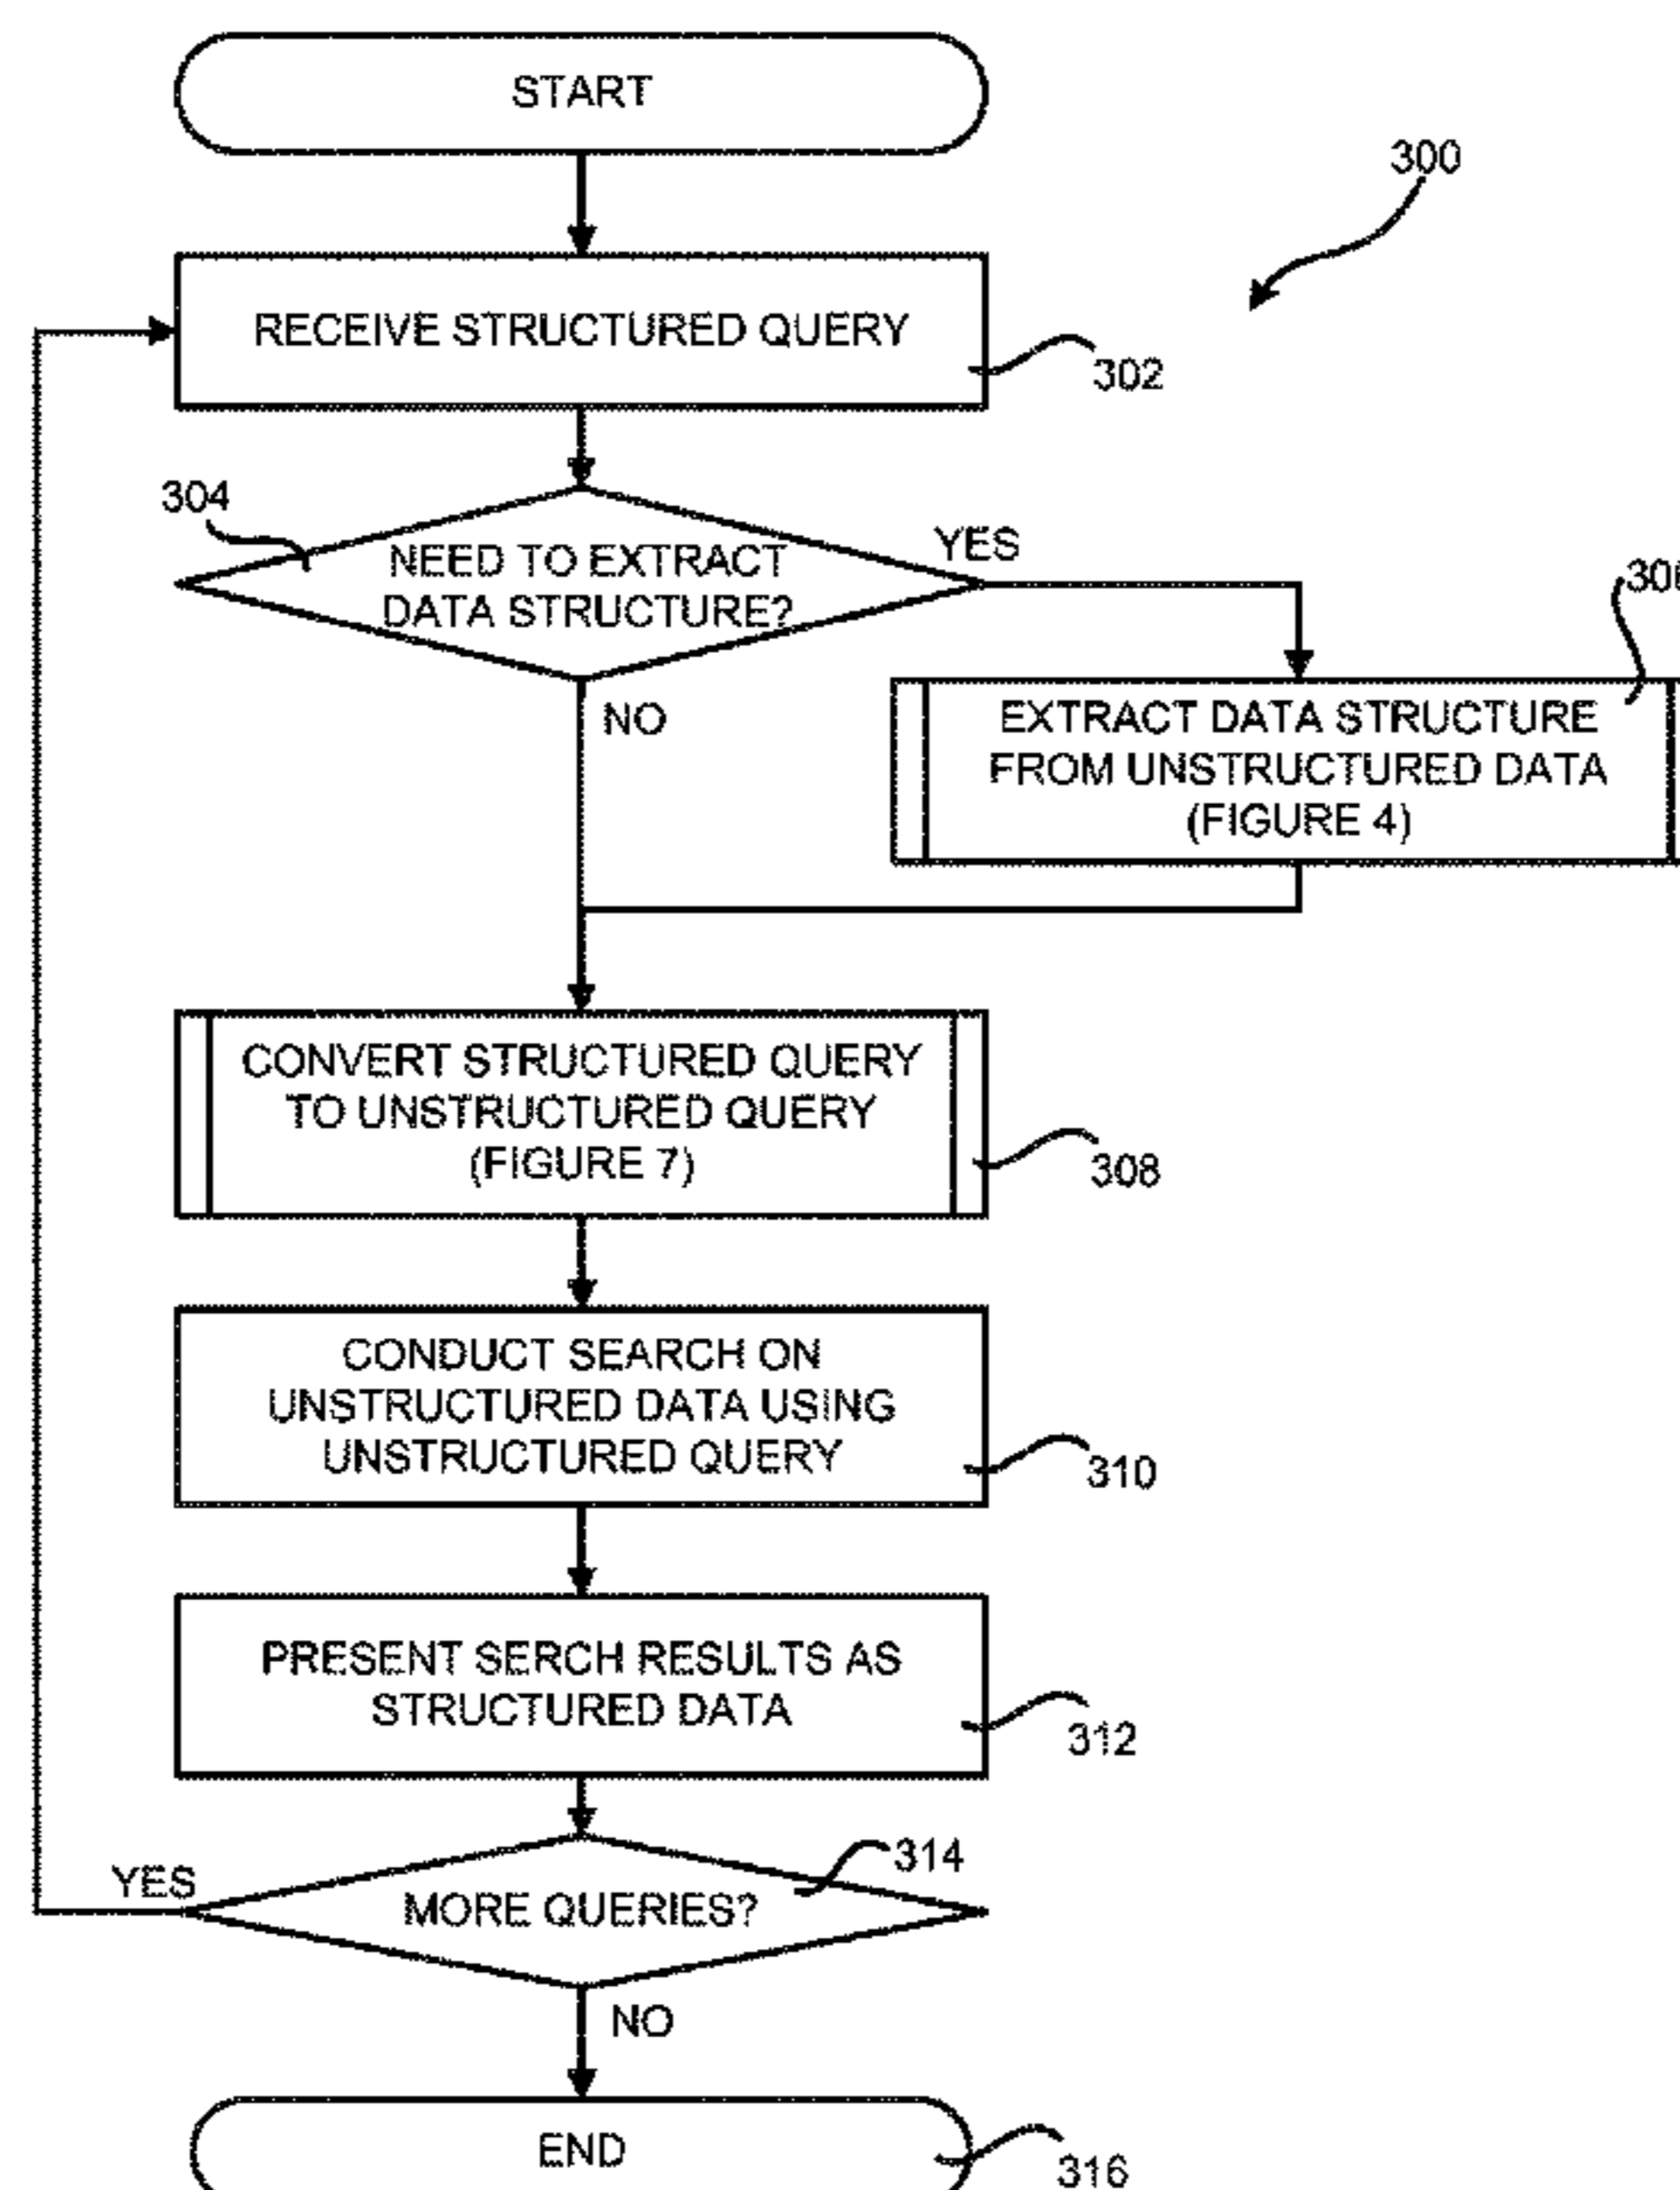 START
300
RECEIVE STRUCTURED QUERY
302
304
NEED TO EXTRACT
DATA STRUCTURE?
YES
NO
EXTRACT DATA STRUCTURE
FROM UNSTRUCTURED DATA
(FIGURE 4)
CONVERT STRUCTURED QUERY
TO UNSTRUCTURED QUERY
(FIGURE 7)
308
CONDUCT SEARCH ON
UNSTRUCTURED DATA USING
UNSTRUCTURED QUERY
310
PRESENT SERCH RESULTS AS
STRUCTURED DATA
312
YES
314
MORE QUERIES?
NO
END
316